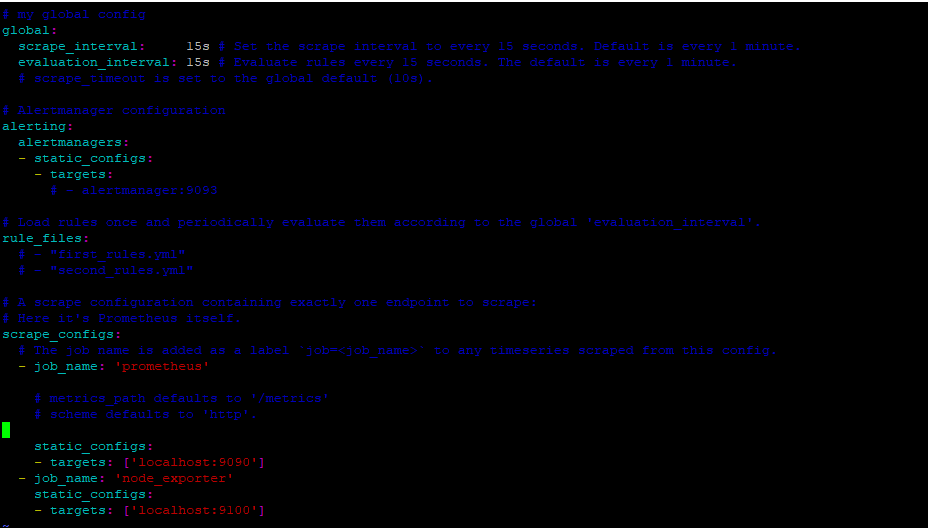 # my global config
global:
  scrape_interval:     15s # Set the scrape interval to every 15 seconds. Default is every 1 minute.
  evaluation_interval: 15s # Evaluate rules every 15 seconds. The default is every 1 minute.
  # scrape_timeout is set to the global default (10s).

# Alertmanager configuration
alerting:
  alertmanagers:
  - static_configs:
    - targets:
      # - alertmanager:9093

# Load rules once and periodically evaluate them according to the global 'evaluation_interval'.
rule_files:
  # - "first_rules.yml"
  # - "second_rules.yml"

# A scrape configuration containing exactly one endpoint to scrape:
# Here it's Prometheus itself.
scrape_configs:
  # The job name is added as a label `job=<job_name>` to any timeseries scraped from this config.
  - job_name: 'prometheus'

    # metrics_path defaults to '/metrics'
    # scheme defaults to 'http'.

    static_configs:
    - targets: ['localhost:9090']
  - job_name: 'node_exporter'
    static_configs:
    - targets: ['localhost:9100']
~